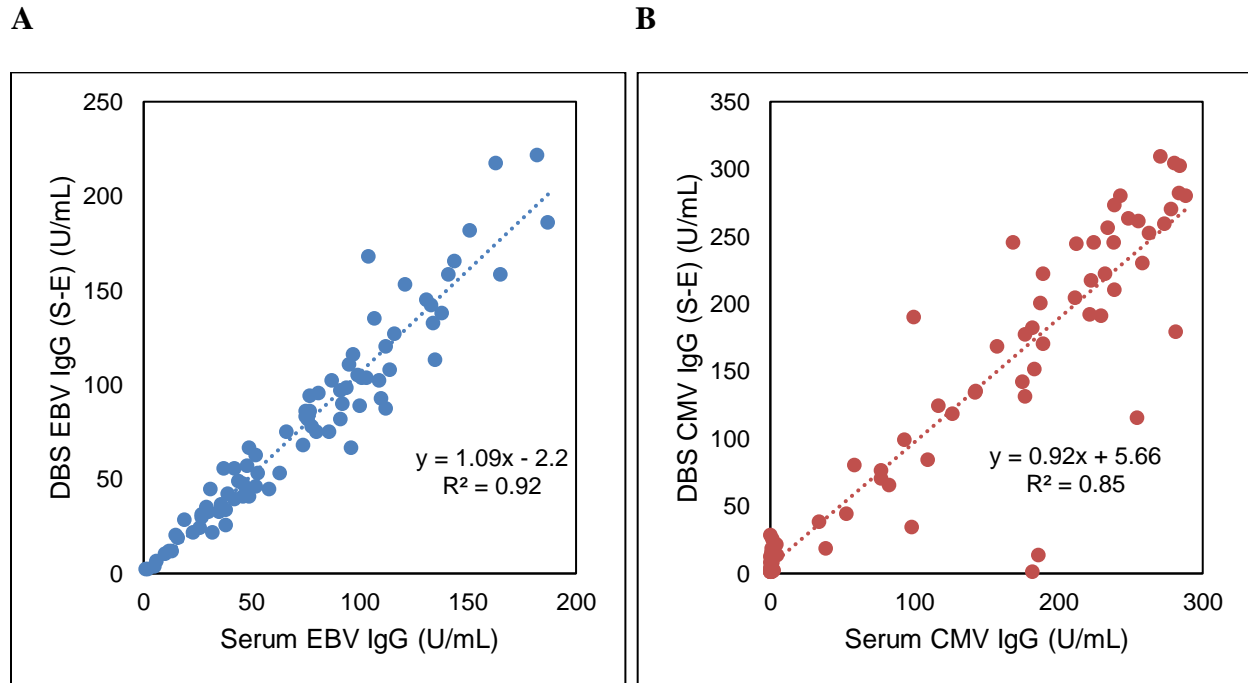 A
B
250
200
150
100
50
0
DBS EBV IgG (S-E) (U/mL)
y = 1.09x - 2.2
R² = 0.92
0 50 100 150 200
Serum EBV IgG (U/mL)
350
300
250
200
150
100
50
0
DBS CMV IgG (S-E) (U/mL)
y = 0.92x + 5.66
R² = 0.85
0 100 200 300
Serum CMV IgG (U/mL)